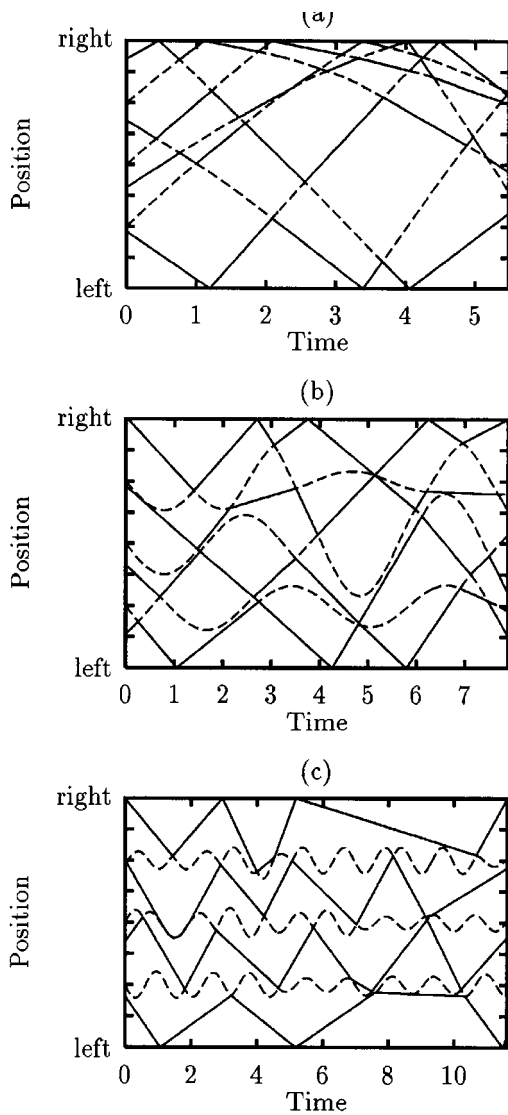 (a)
right
Position
left
0 1 2 3 4 5
Time
(b)
right
Position
left
0 1 2 3 4 5 6 7
Time
(c)
right
Position
left
0 2 4 6 8 10
Time